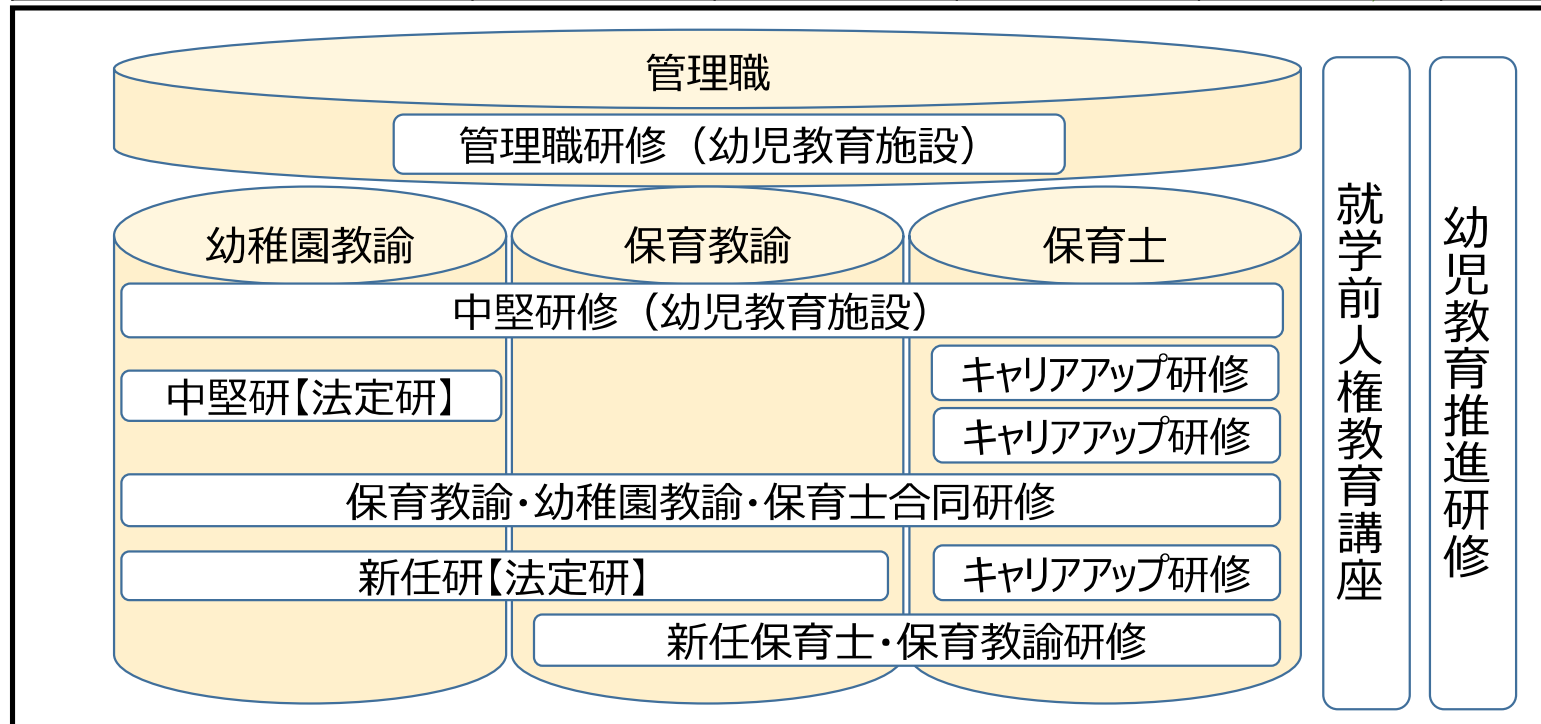 管理職
管理職研修（幼児教育施設）
幼稚園教諭
保育教諭
保育士
中堅研修（幼児教育施設）
キャリアアップ研修
中堅研【法定研】
キャリアアップ研修
保育教諭･幼稚園教諭･保育士合同研修
新任研【法定研】
キャリアアップ研修
新任保育士･保育教諭研修
就学前人権教育講座
幼児教育推進研修